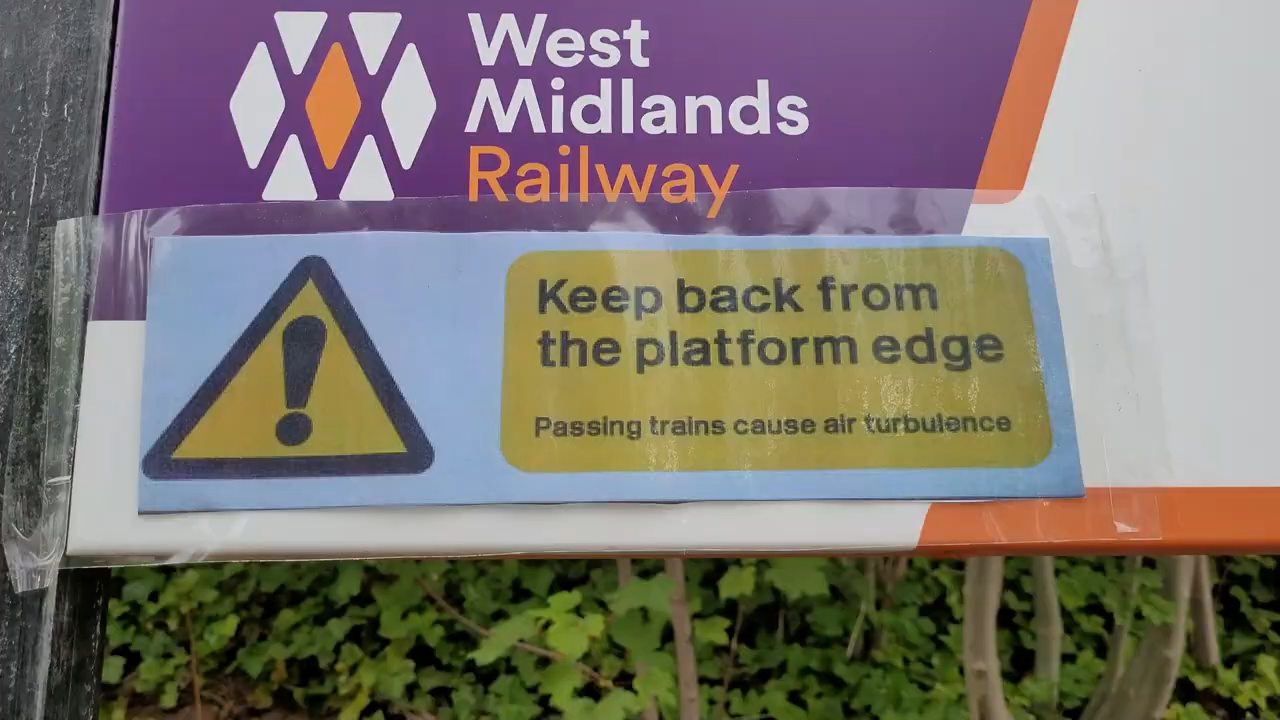 West
Midlands
Railway
Keep back from
the platform edge
Passing trains cause air turbulence